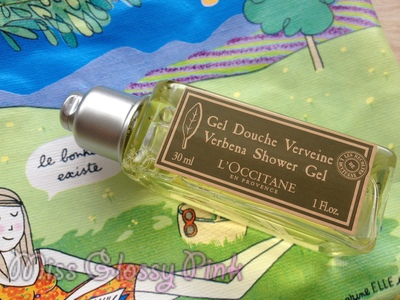 le bonheur
existe
Gel Douche Verveine
Verbena Shower Gel
30 ml
L'OCCITANE
EN PROVENCE
1 Fl.oz.
Miss Glossy Pink
ELLE